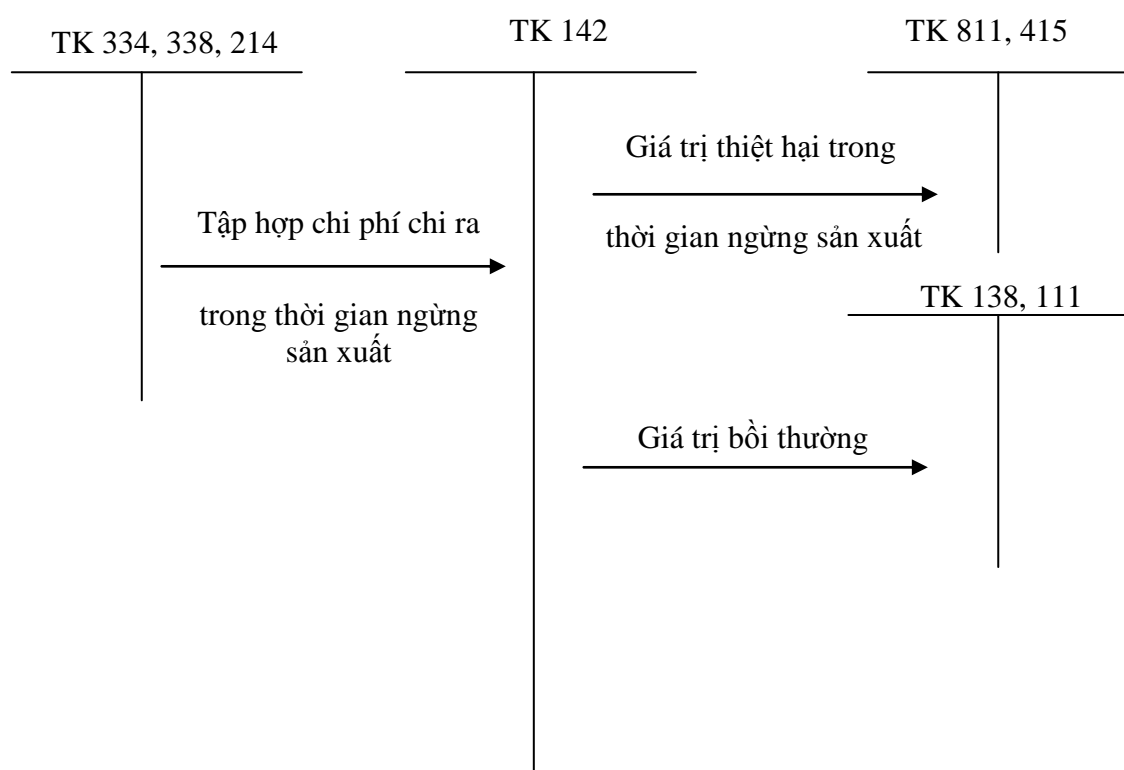 TK 334, 338, 214
TK 142
TK 811, 415
Giá trị thiệt hại trong
thời gian ngừng sản xuất
Tập hợp chi phí chi ra
trong thời gian ngừng
sản xuất
TK 138, 111
Giá trị bồi thường